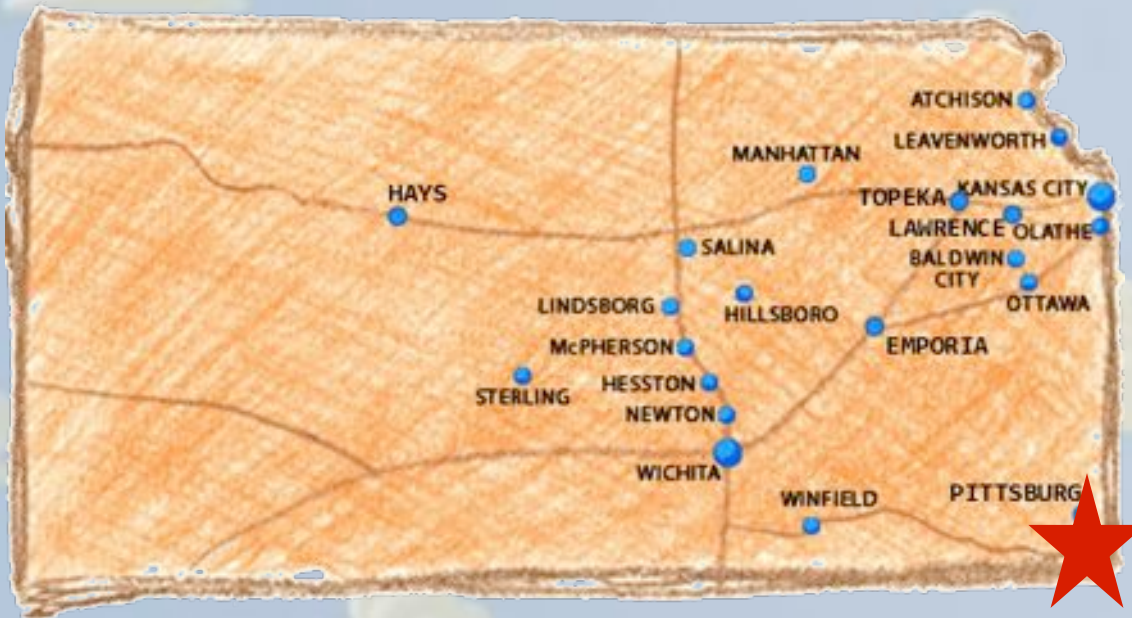 ATCHISON
LEAVENWORTH
MANHATTAN
HAYS
TOPEKA
KANSAS CITY
LAWRENCE
OLATHE
SALINA
BALDWIN
CITY
LINDSBORG
HILLSBORO
OTTAWA
McPHERSON
EMPORIA
STERLING
HESSTON
NEWTON
WICHITA
WINFIELD
PITTSBURG